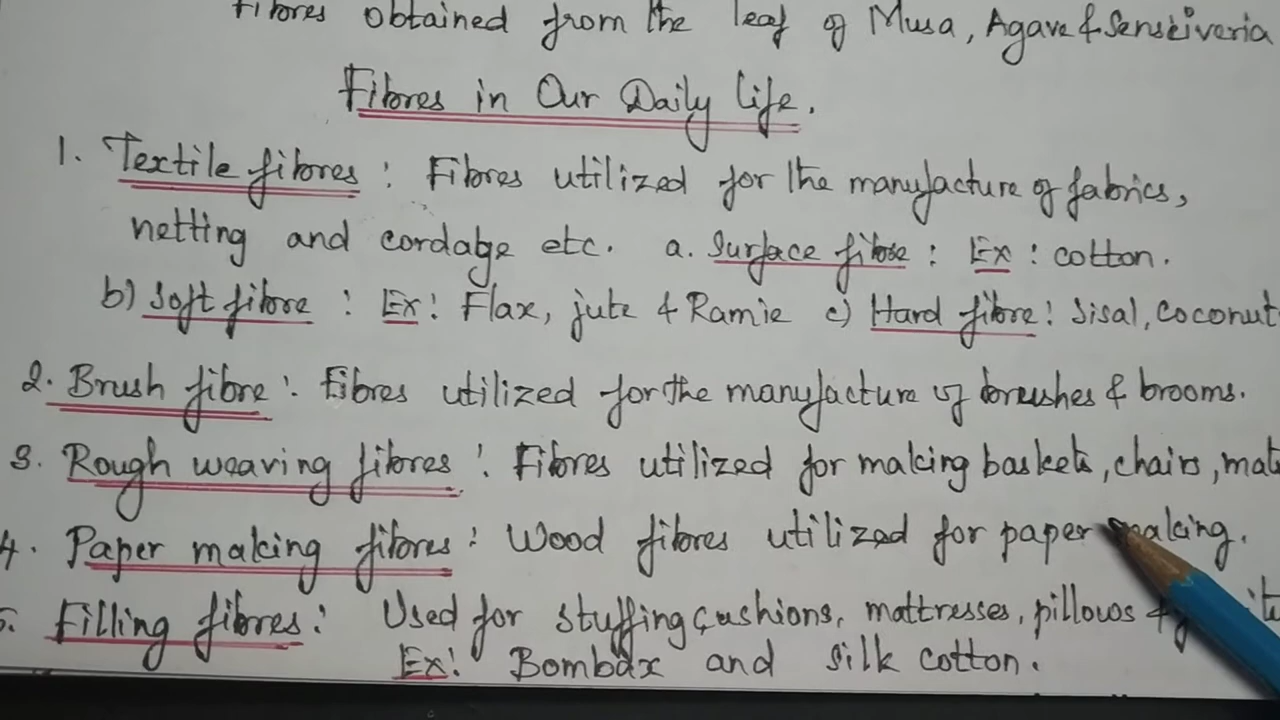 Fibres obtained from the leaf of Musa, Agave & Senseiveria
Fibres in Our Daily life.
1. Textile fibres : Fibres utilized for the manufacture of fabrics,
netting and cordage etc. a. Surface fibre : Ex : cotton.
b) Soft fibre : Ex : Flax, jute & Ramie c) Hard fibre : Sisal, Coconut
2. Brush fibre : Fibres utilized for the manufacture of brushes & brooms.
3. Rough weaving fibres : Fibres utilized for making baskets, chairs, mat
4. Paper making fibres : Wood fibres utilized for paper making.
5. Filling fibres : Used for stuffing cushions, mattresses, pillows &
Ex : Bombax and silk cotton.